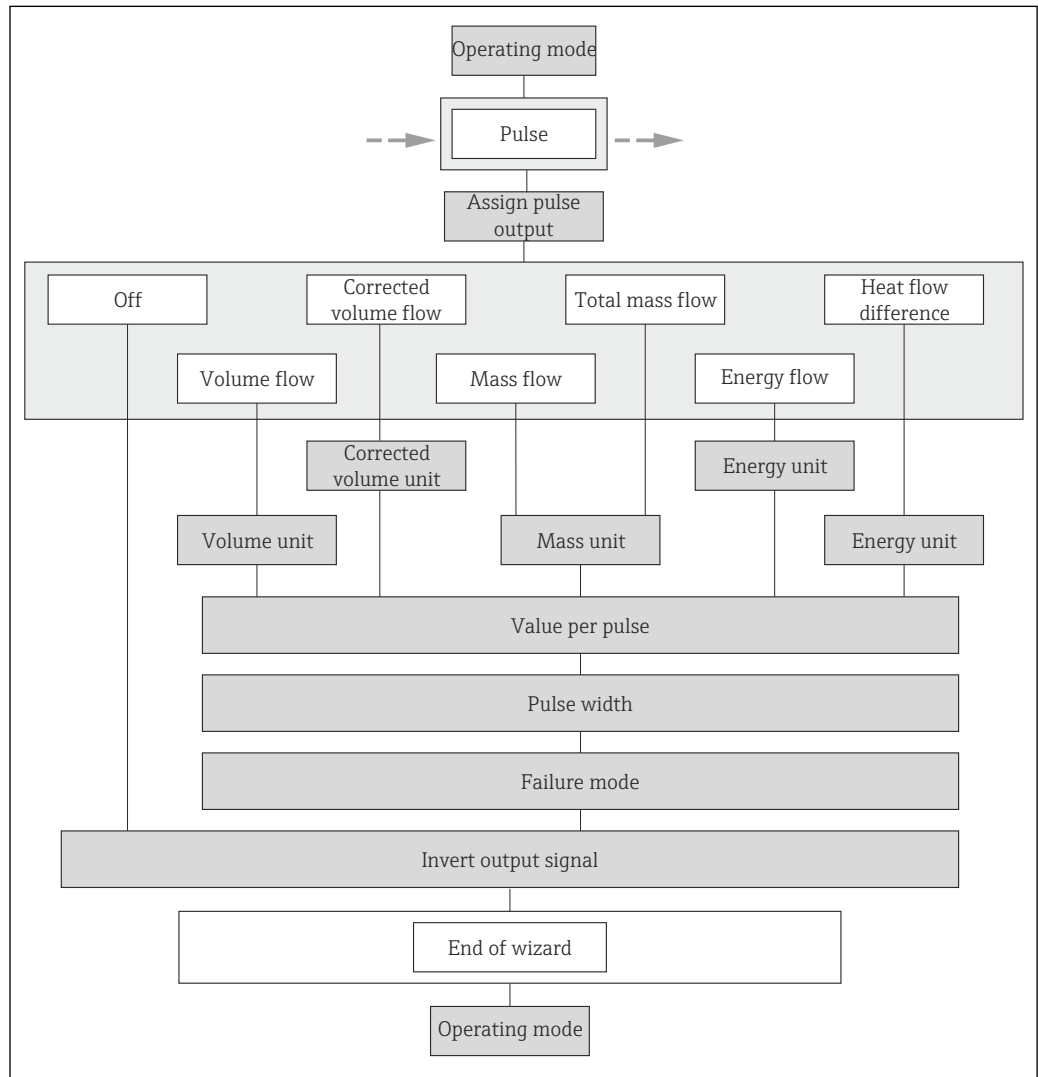 Operating mode
Pulse
Assign pulse
output
Off
Corrected
volume flow
Total mass flow
Heat flow
difference
Volume flow
Mass flow
Energy flow
Corrected
volume unit
Energy unit
Volume unit
Mass unit
Energy unit
Value per pulse
Pulse width
Failure mode
Invert output signal
End of wizard
Operating mode